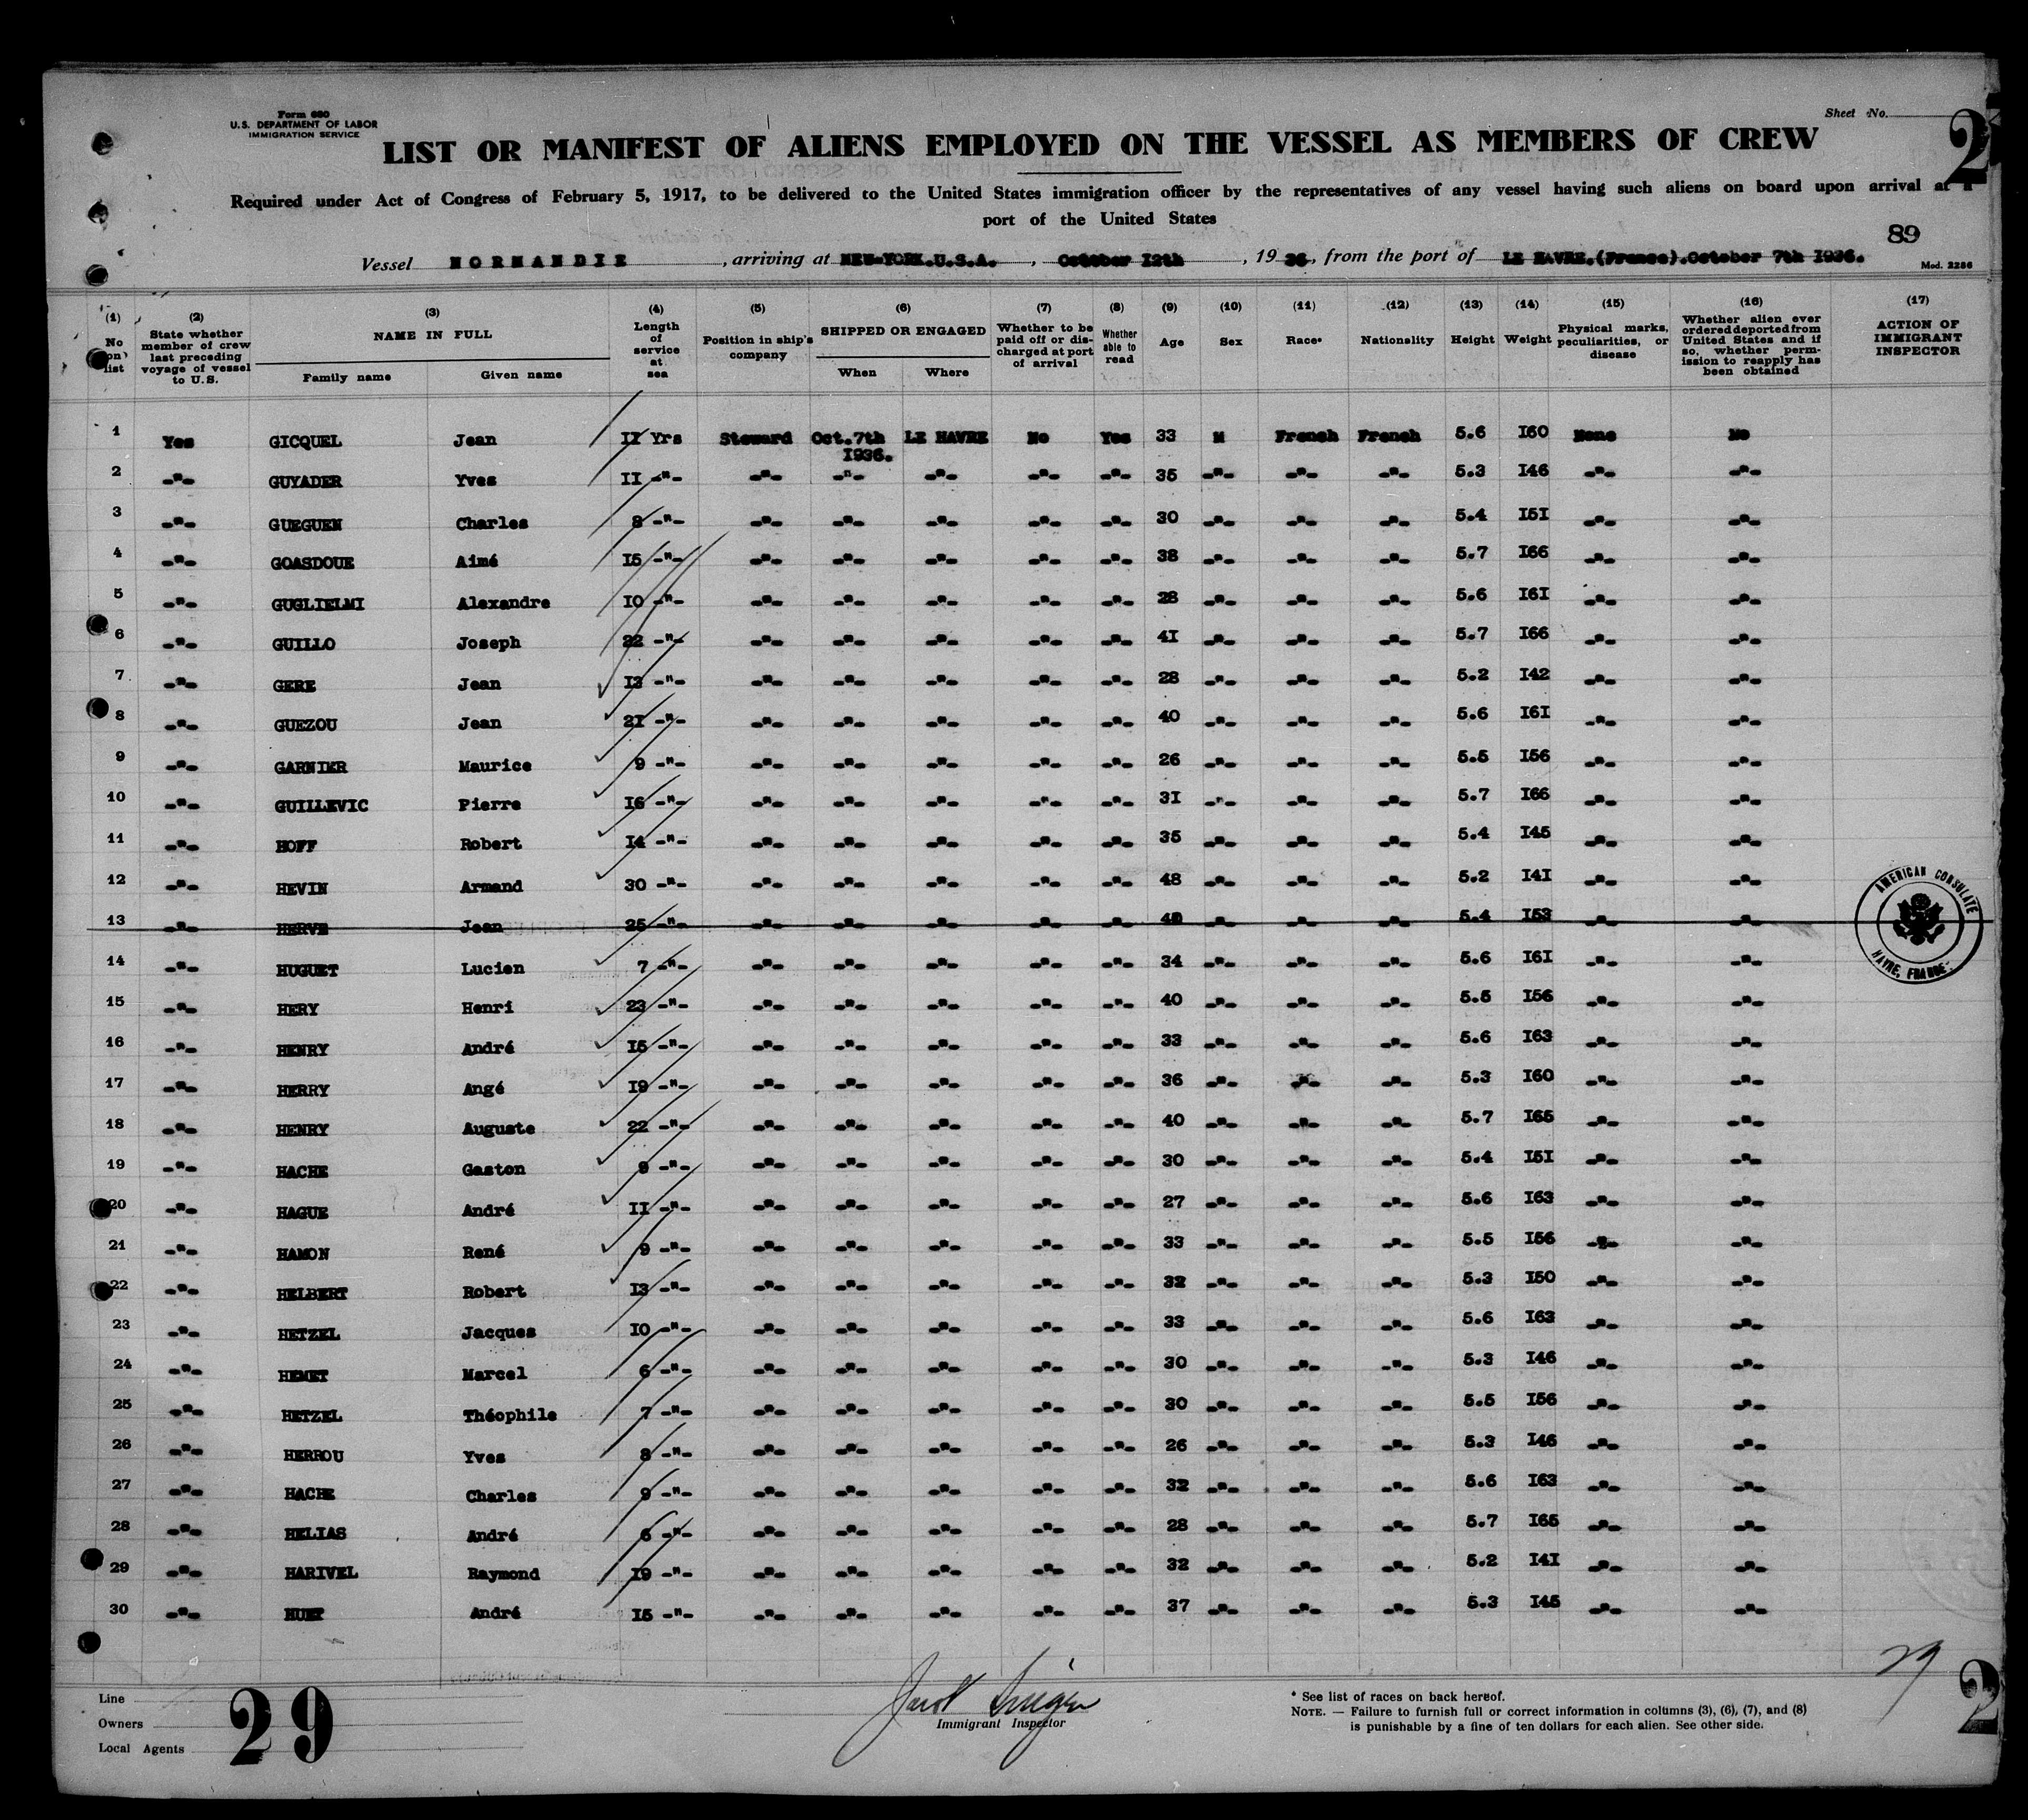 Form 680
U.S. DEPARTMENT OF LABOR
IMMIGRATION SERVICE
Sheet No.
2
LIST OR MANIFEST OF ALIENS EMPLOYED ON THE VESSEL AS MEMBERS OF CREW
Required under Act of Congress of February 5, 1917, to be delivered to the United States immigration officer by the representatives of any vessel having such aliens on board upon arrival at a
port of the United States
89
Vessel NORMANDIE, arriving at NEW-YORK.U.S.A., October 12th, 1936, from the port of LE HAVRE.(France).October 7th 1936.
Mod. 2286
(1) No on list (2) State whether member of crew last preceding voyage of vessel to U.S. (3) NAME IN FULL Family name Given name (4) Length of service at sea (5) Position in ship's company (6) SHIPPED OR ENGAGED When Where (7) Whether to be paid off or discharged at port of arrival (8) Whether able to read (9) Age (10) Sex (11) Race* (12) Nationality (13) Height (14) Weight (15) Physical marks, peculiarities, or disease (16) Whether alien ever ordered deported from United States and if so, whether permission to reapply has been obtained (17) ACTION OF IMMIGRANT INSPECTOR
1 Yes GICQUEL Jean II Yrs Steward Oct.7th 1936. LE HAVRE No Yes 33 M French French 5.6 I60 None No
2 -"- GUYADER Yves II -"- -"- -"- -"- -"- -"- 35 -"- -"- -"- 5.3 I46 -"- -"-
3 -"- GUEGUEN Charles 8 -"- -"- -"- -"- -"- -"- 30 -"- -"- -"- 5.4 I5I -"- -"-
4 -"- GOASDOUE Aimé I5 -"- -"- -"- -"- -"- -"- 38 -"- -"- -"- 5.7 I66 -"- -"-
5 -"- GUGLIELMI Alexandre IO -"- -"- -"- -"- -"- -"- 28 -"- -"- -"- 5.6 I6I -"- -"-
6 -"- GUILLO Joseph 22 -"- -"- -"- -"- -"- -"- 4I -"- -"- -"- 5.7 I66 -"- -"-
7 -"- GERE Jean I3 -"- -"- -"- -"- -"- -"- 28 -"- -"- -"- 5.2 I42 -"- -"-
8 -"- GUEZOU Jean 2I -"- -"- -"- -"- -"- -"- 40 -"- -"- -"- 5.6 I6I -"- -"-
9 -"- GARNIER Maurice 9 -"- -"- -"- -"- -"- -"- 26 -"- -"- -"- 5.5 I56 -"- -"-
10 -"- GUILLEVIC Pierre I6 -"- -"- -"- -"- -"- -"- 3I -"- -"- -"- 5.7 I66 -"- -"-
11 -"- HOFF Robert I4 -"- -"- -"- -"- -"- -"- 35 -"- -"- -"- 5.4 I45 -"- -"-
12 -"- HEVIN Armand 30 -"- -"- -"- -"- -"- -"- 48 -"- -"- -"- 5.2 I4I -"- -"-
13 -"- HERVE Jean 25 -"- -"- -"- -"- -"- -"- 49 -"- -"- -"- 5.4 I53 -"- -"-
14 -"- HUGUET Lucien 7 -"- -"- -"- -"- -"- -"- 34 -"- -"- -"- 5.6 I6I -"- -"-
15 -"- HERY Henri 23 -"- -"- -"- -"- -"- -"- 40 -"- -"- -"- 5.5 I56 -"- -"-
16 -"- HENRY André I5 -"- -"- -"- -"- -"- -"- 33 -"- -"- -"- 5.6 I63 -"- -"-
17 -"- HERRY Angé I9 -"- -"- -"- -"- -"- -"- 36 -"- -"- -"- 5.3 I60 -"- -"-
18 -"- HENRY Auguste 22 -"- -"- -"- -"- -"- -"- 40 -"- -"- -"- 5.7 I65 -"- -"-
19 -"- HACHE Gaston 9 -"- -"- -"- -"- -"- -"- 30 -"- -"- -"- 5.4 I5I -"- -"-
20 -"- HAGUE André II -"- -"- -"- -"- -"- -"- 27 -"- -"- -"- 5.6 I63 -"- -"-
21 -"- HAMON René 9 -"- -"- -"- -"- -"- -"- 33 -"- -"- -"- 5.5 I56 -"- -"-
22 -"- HELBERT Robert I3 -"- -"- -"- -"- -"- -"- 32 -"- -"- -"- 5.3 I50 -"- -"-
23 -"- HETZEL Jacques IO -"- -"- -"- -"- -"- -"- 33 -"- -"- -"- 5.6 I63 -"- -"-
24 -"- HEMET Marcel 6 -"- -"- -"- -"- -"- -"- 30 -"- -"- -"- 5.3 I46 -"- -"-
25 -"- HETZEL Théophile 7 -"- -"- -"- -"- -"- -"- 30 -"- -"- -"- 5.5 I56 -"- -"-
26 -"- HERROU Yves 8 -"- -"- -"- -"- -"- -"- 26 -"- -"- -"- 5.3 I46 -"- -"-
27 -"- HACHE Charles 9 -"- -"- -"- -"- -"- -"- 32 -"- -"- -"- 5.6 I63 -"- -"-
28 -"- HELIAS André 6 -"- -"- -"- -"- -"- -"- 28 -"- -"- -"- 5.7 I65 -"- -"-
29 -"- HARIVEL Raymond I9 -"- -"- -"- -"- -"- -"- 32 -"- -"- -"- 5.2 I4I -"- -"-
30 -"- HUET André I5 -"- -"- -"- -"- -"- -"- 37 -"- -"- -"- 5.3 I45 -"- -"-
AMERICAN CONSULATE
HAVRE, FRANCE
29
2
Line
Owners
Local Agents
29
Immigrant Inspector
* See list of races on back hereof.
NOTE. — Failure to furnish full or correct information in columns (3), (6), (7), and (8)
is punishable by a fine of ten dollars for each alien. See other side.